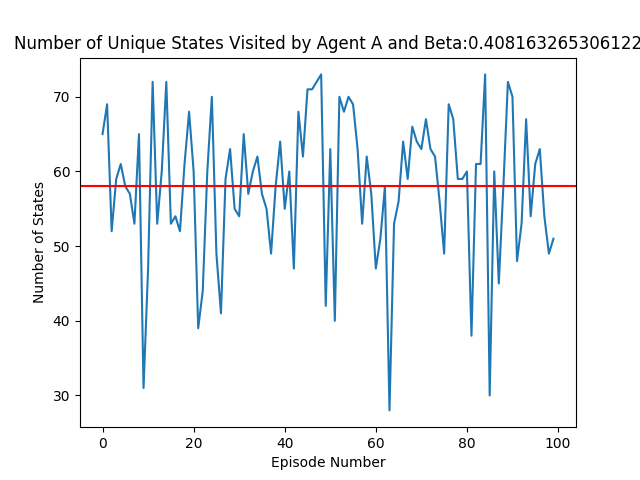 Number of Unique States Visited by Agent A and Beta:0.408163265306122
70
60
50
40
30
Number of States
0 20 40 60 80 100
Episode Number